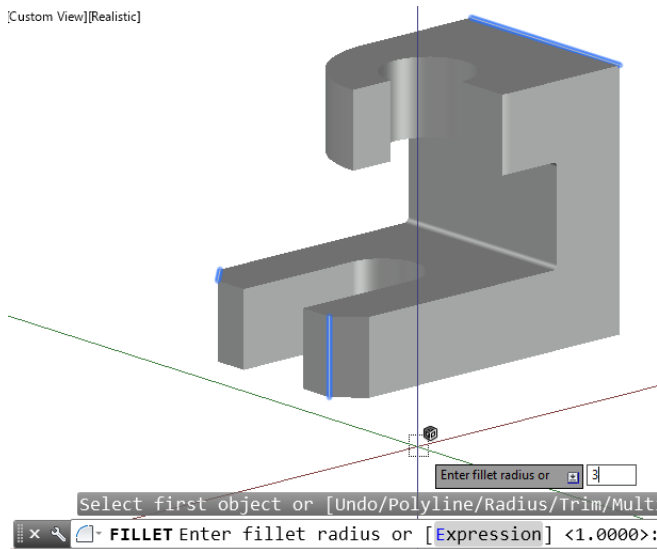 [Custom View][Realistic]
Enter fillet radius or
3
Select first object or [Undo/Polyline/Radius/Trim/Mult
FILLET Enter fillet radius or [Expression] <1.0000>: